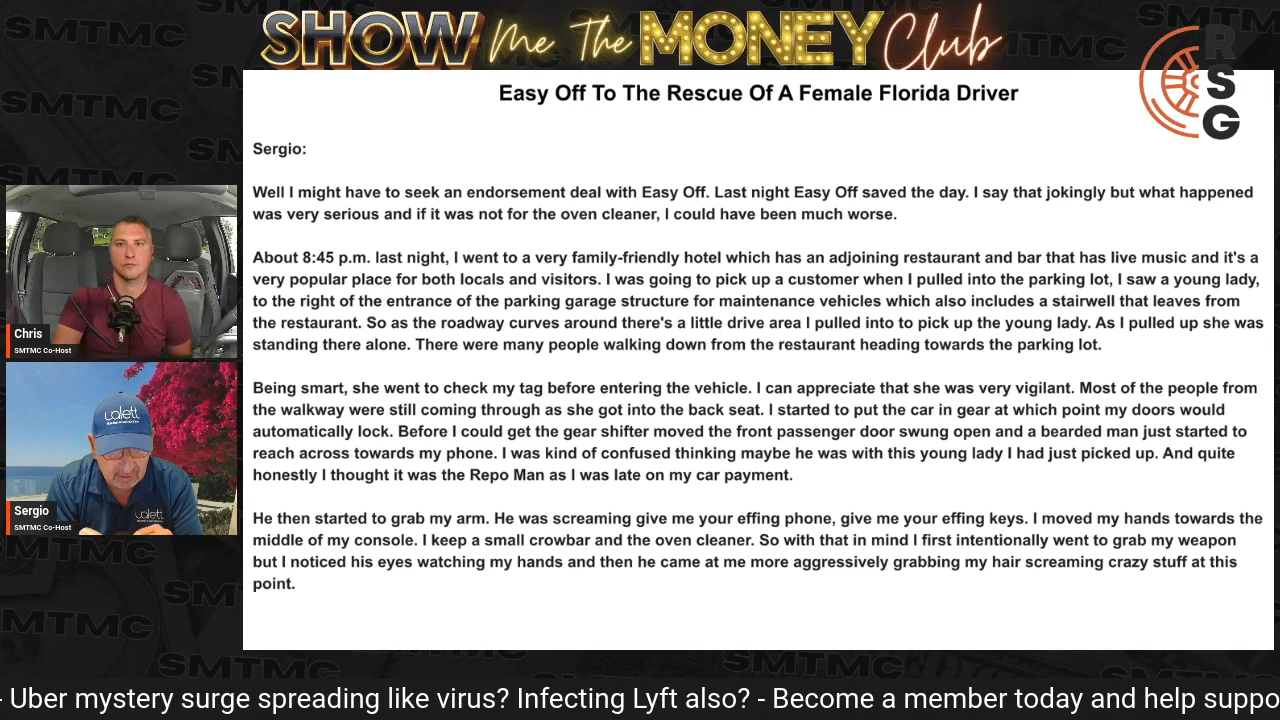 SHOW Me The MONEY Club
RSG
Easy Off To The Rescue Of A Female Florida Driver
Sergio:
Well I might have to seek an endorsement deal with Easy Off. Last night Easy Off saved the day. I say that jokingly but what happened
was very serious and if it was not for the oven cleaner, I could have been much worse.
About 8:45 p.m. last night, I went to a very family-friendly hotel which has an adjoining restaurant and bar that has live music and it's a
very popular place for both locals and visitors. I was going to pick up a customer when I pulled into the parking lot, I saw a young lady,
to the right of the entrance of the parking garage structure for maintenance vehicles which also includes a stairwell that leaves from
the restaurant. So as the roadway curves around there's a little drive area I pulled into to pick up the young lady. As I pulled up she was
standing there alone. There were many people walking down from the restaurant heading towards the parking lot.
Being smart, she went to check my tag before entering the vehicle. I can appreciate that she was very vigilant. Most of the people from
the walkway were still coming through as she got into the back seat. I started to put the car in gear at which point my doors would
automatically lock. Before I could get the gear shifter moved the front passenger door swung open and a bearded man just started to
reach across towards my phone. I was kind of confused thinking maybe he was with this young lady I had just picked up. And quite
honestly I thought it was the Repo Man as I was late on my car payment.
He then started to grab my arm. He was screaming give me your effing phone, give me your effing keys. I moved my hands towards the
middle of my console. I keep a small crowbar and the oven cleaner. So with that in mind I first intentionally went to grab my weapon
but I noticed his eyes watching my hands and then he came at me more aggressively grabbing my hair screaming crazy stuff at this
point.
Chris
SMTMC Co-Host
ualett
ualett
Sergio
SMTMC Co-Host
SMTMC
SMTMC
SMTMC
SMTMC
- Uber mystery surge spreading like virus? Infecting Lyft also? - Become a member today and help suppo